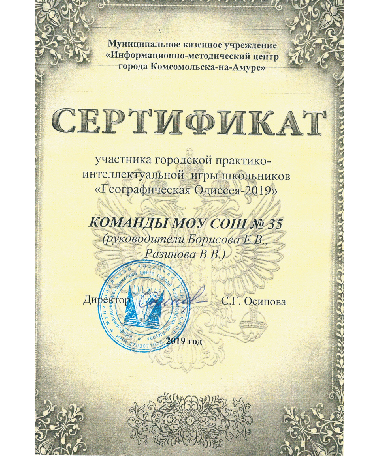 Муниципальное казенное учреждение
«Информационно-методический центр
города Комсомольска-на-Амуре»
СЕРТИФИКАТ
участника городской практико-
интеллектуальной игры школьников
«Географическая Одиссея-2019»
КОМАНДЫ МОУ СОШ № 35
(руководители Борисова Е.В.,
Разинова В.В.)
Директор С.Г. Осипова
2019 год